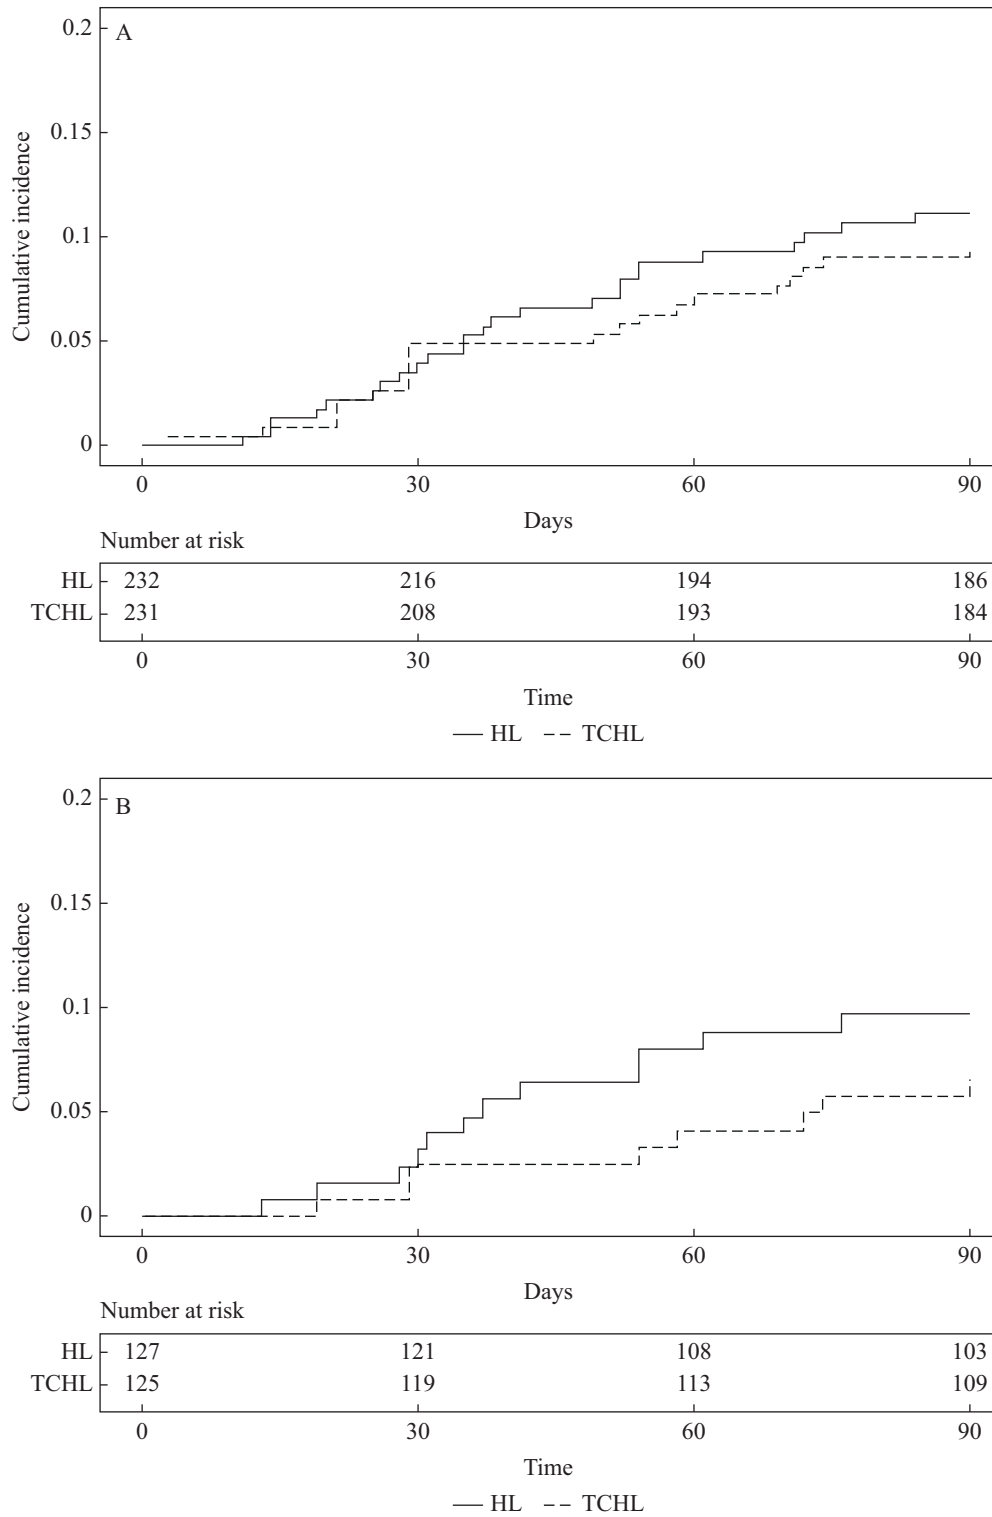 A
0.2
0.15
0.1
0.05
0
Cumulative incidence
0 30 60 90
Days
Number at risk
HL 232 216 194 186
TCHL 231 208 193 184
0 30 60 90
Time
HL TCHL
B
0.2
0.15
0.1
0.05
0
Cumulative incidence
0 30 60 90
Days
Number at risk
HL 127 121 108 103
TCHL 125 119 113 109
0 30 60 90
Time
HL TCHL